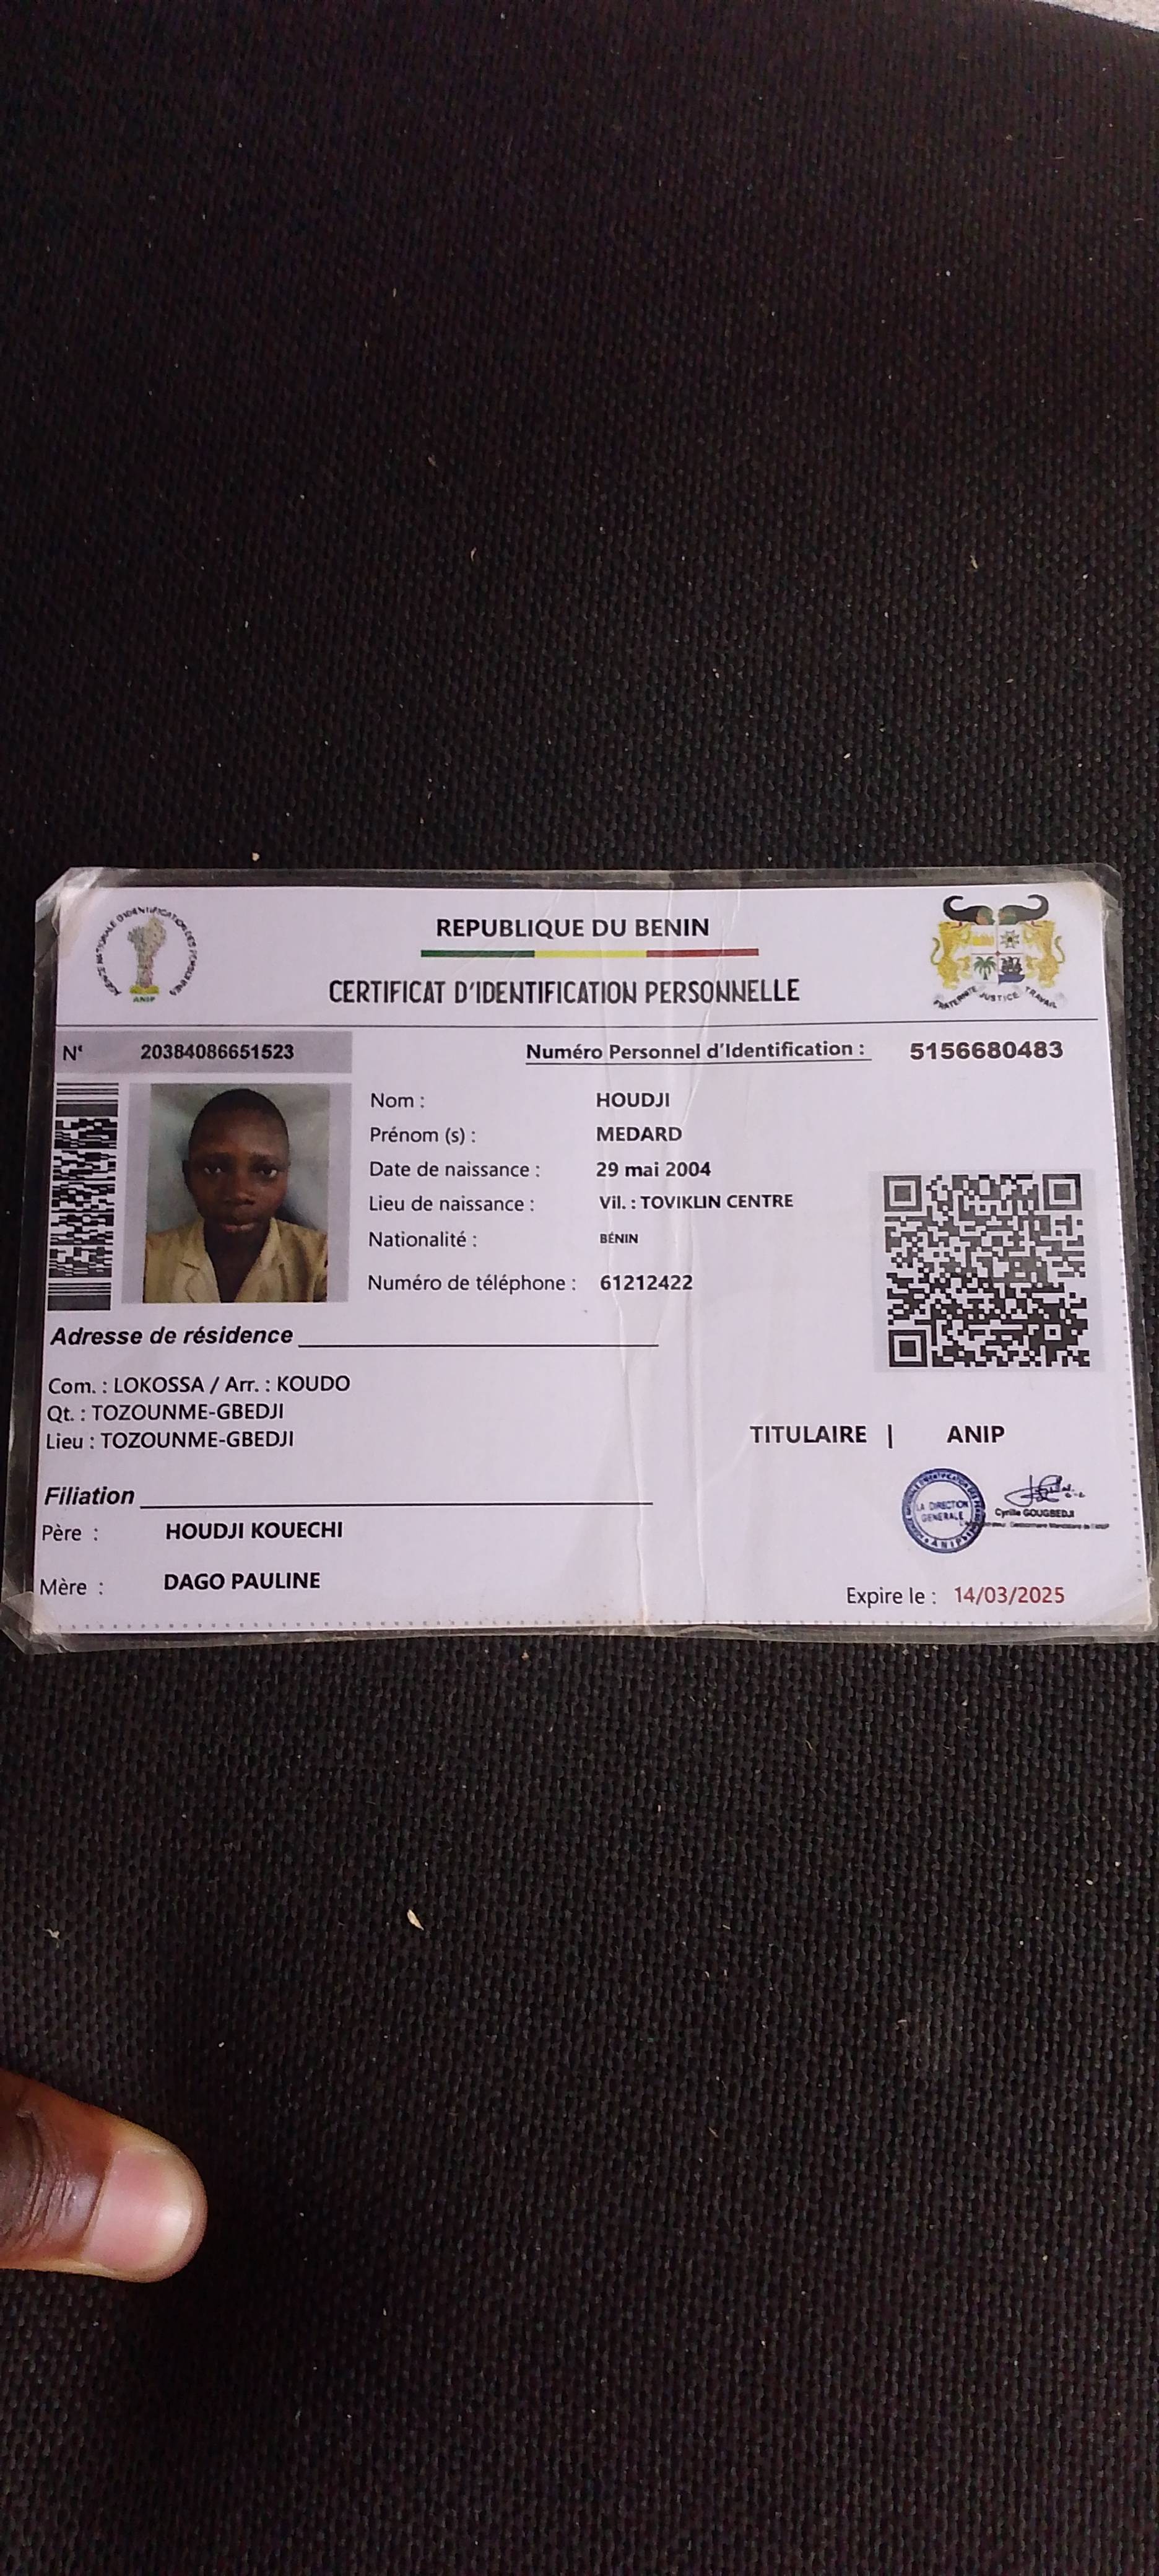 REPUBLIQUE DU BENIN
CERTIFICAT D'IDENTIFICATION PERSONNELLE
AGENCE NATIONALE D'IDENTIFICATION DES PERSONNES
ANIP
FRATERNITE JUSTICE TRAVAIL
N° 20384086651523
Numéro Personnel d'Identification : 5156680483
Nom : HOUDJI
Prénom (s) : MEDARD
Date de naissance : 29 mai 2004
Lieu de naissance : Vil. : TOVIKLIN CENTRE
Nationalité : BÉNIN
Numéro de téléphone : 61212422
Adresse de résidence
Com. : LOKOSSA / Arr. : KOUDO
Qt. : TOZOUNME-GBEDJI
Lieu : TOZOUNME-GBEDJI
TITULAIRE | ANIP
Filiation
Père : HOUDJI KOUECHI
Mère : DAGO PAULINE
LA DIRECTION
GENERALE
ANIP
Cyrille GOUGBEDJI
Expire le : 14/03/2025